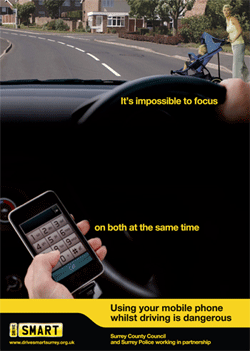 It's impossible to focus
on both at the same time
Using your mobile phone
whilst driving is dangerous
DRIVE SMART
www.drivesmartsurrey.org.uk
Surrey County Council
and Surrey Police working in partnership